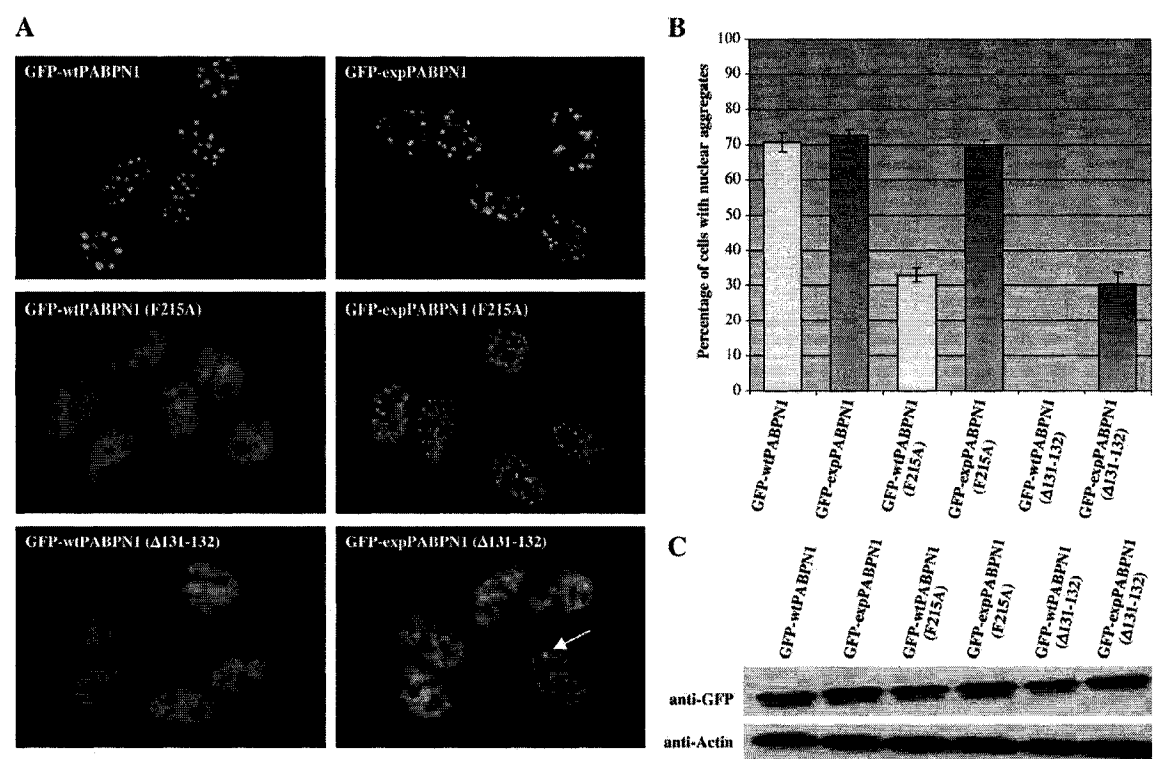 A
GFP-wtPABPN1
GFP-expPABPN1
GFP-wtPABPN1 (F215A)
GFP-expPABPN1 (F215A)
GFP-wtPABPN1 (Δ131-132)
GFP-expPABPN1 (Δ131-132)
B
Percentage of cells with nuclear aggregates
100
90
80
70
60
50
40
30
20
10
0
GFP-wtPABPN1
GFP-expPABPN1
GFP-wtPABPN1
(F215A)
GFP-expPABPN1
(F215A)
GFP-wtPABPN1
(Δ131-132)
GFP-expPABPN1
(Δ131-132)
C
GFP-wtPABPN1
GFP-expPABPN1
GFP-wtPABPN1
(F215A)
GFP-expPABPN1
(F215A)
GFP-wtPABPN1
(Δ131-132)
GFP-expPABPN1
(Δ131-132)
anti-GFP
anti-Actin